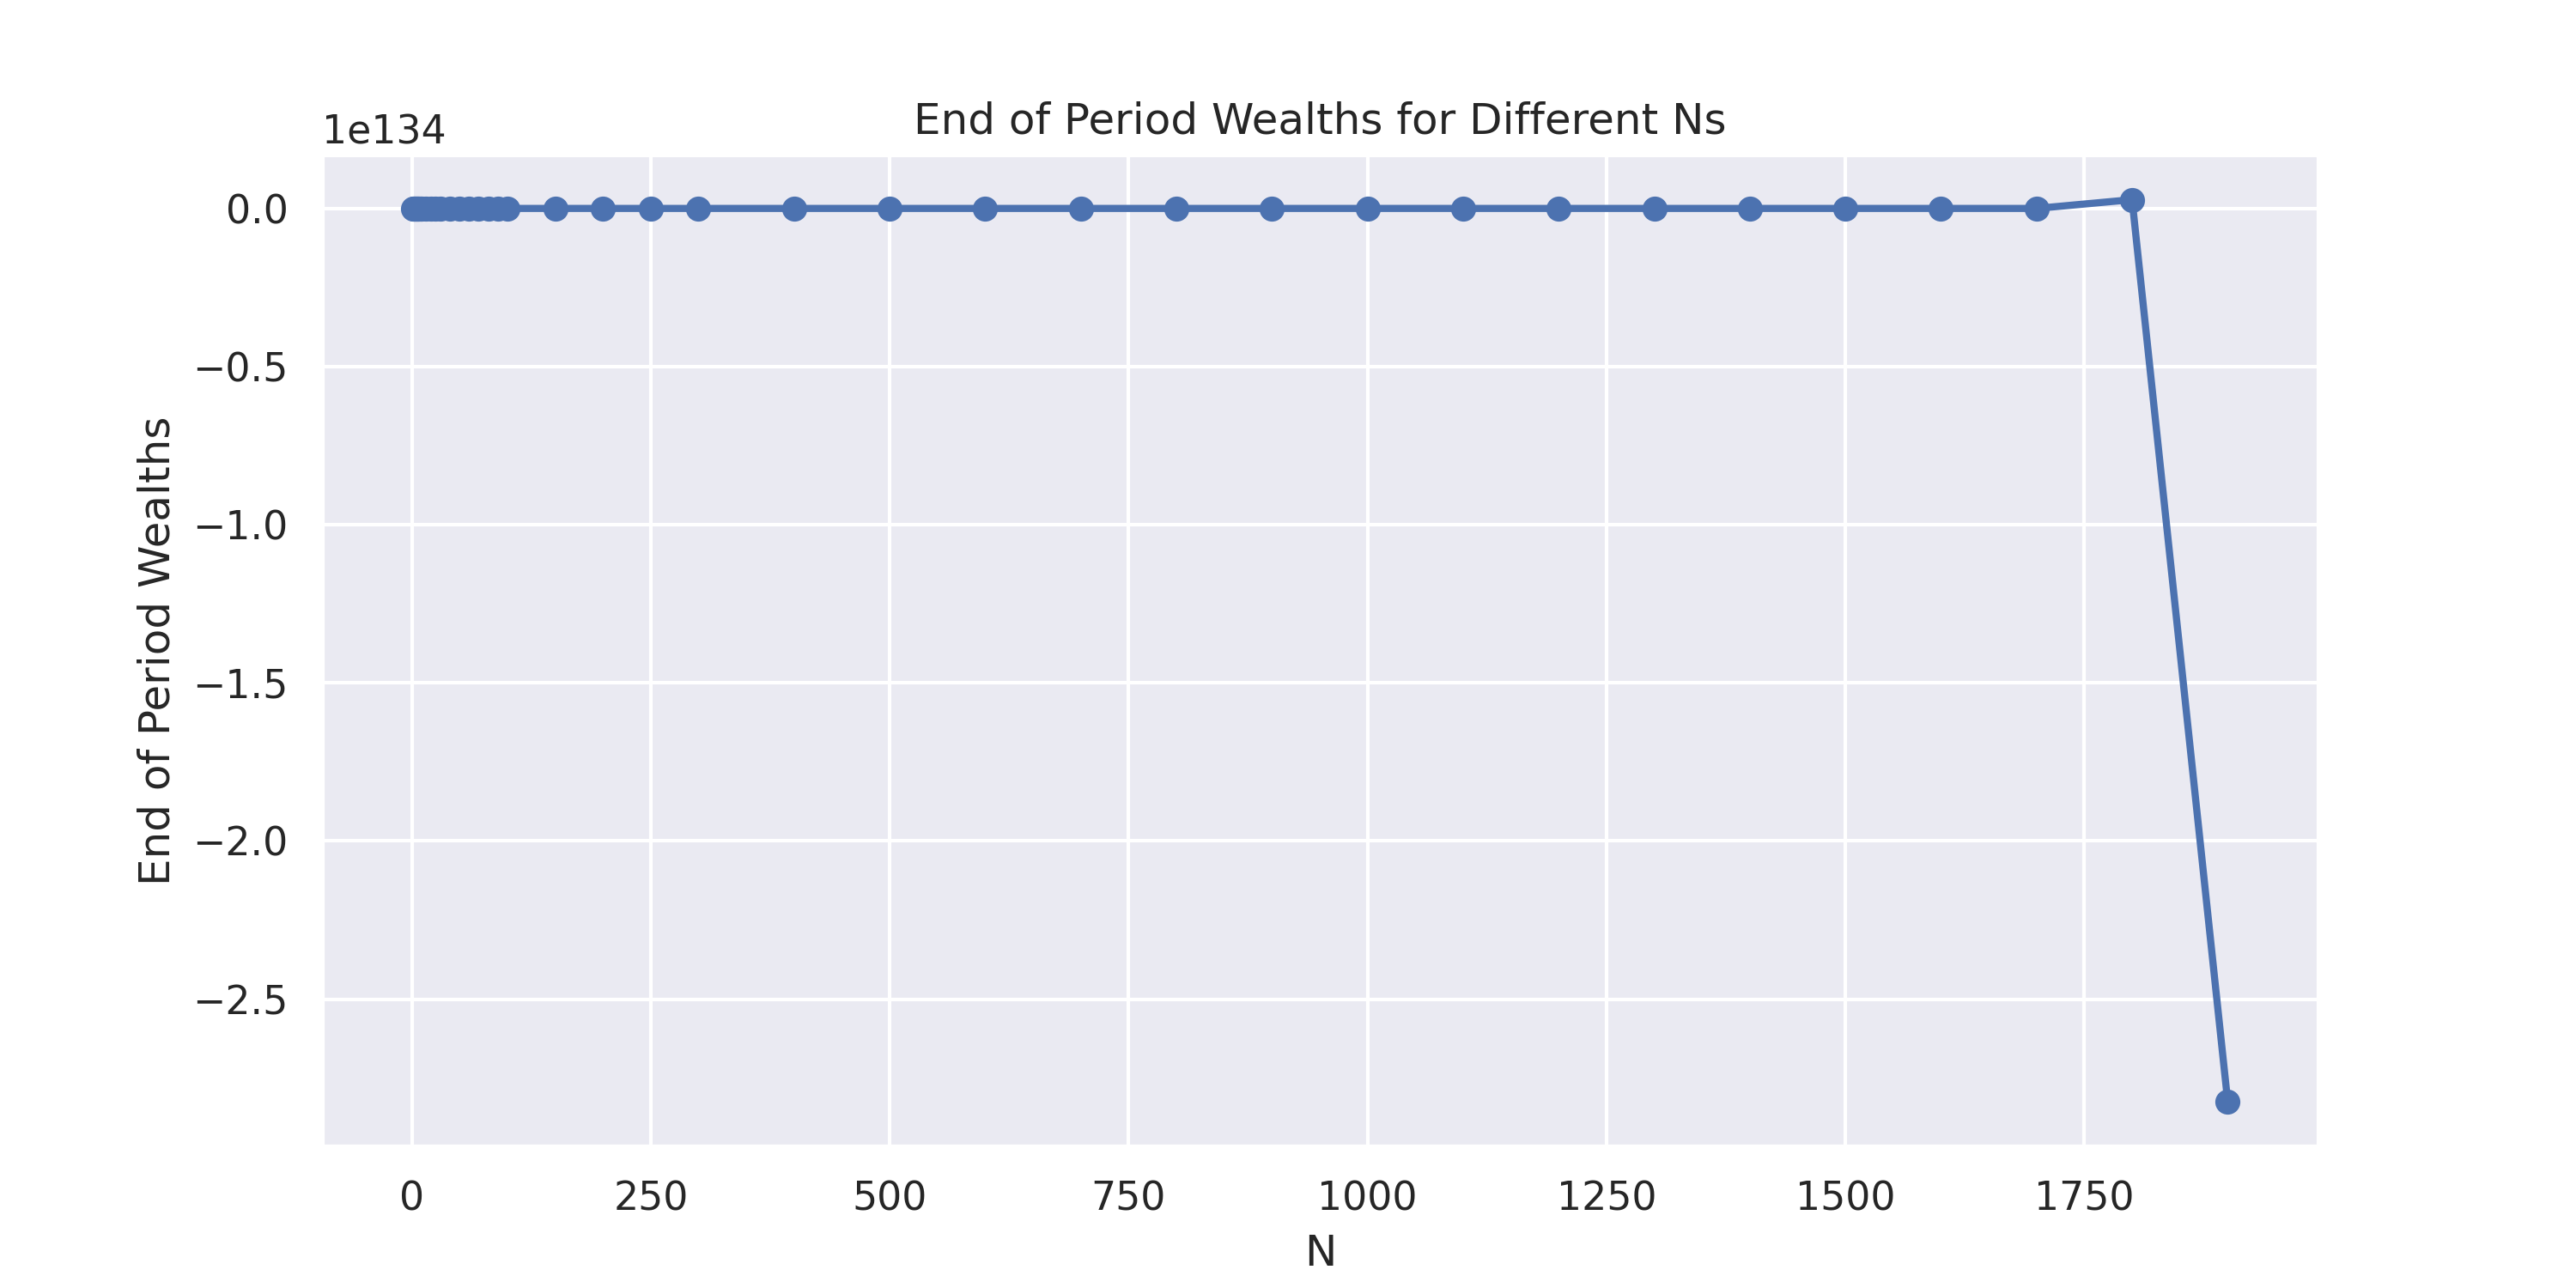 End of Period Wealths for Different Ns
1e134
0.0
−0.5
−1.0
−1.5
−2.0
−2.5
End of Period Wealths
0 250 500 750 1000 1250 1500 1750
N